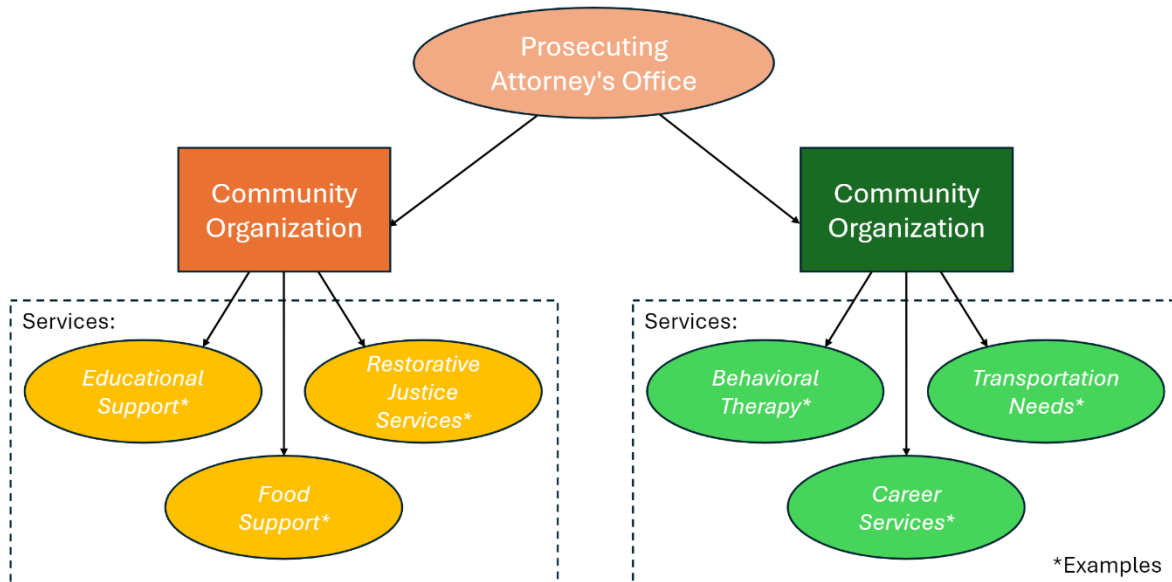 Prosecuting
Attorney's Office
Community
Organization
Community
Organization
Services:
Educational
Support*
Restorative
Justice
Services*
Food
Support*
Services:
Behavioral
Therapy*
Transportation
Needs*
Career
Services*
*Examples